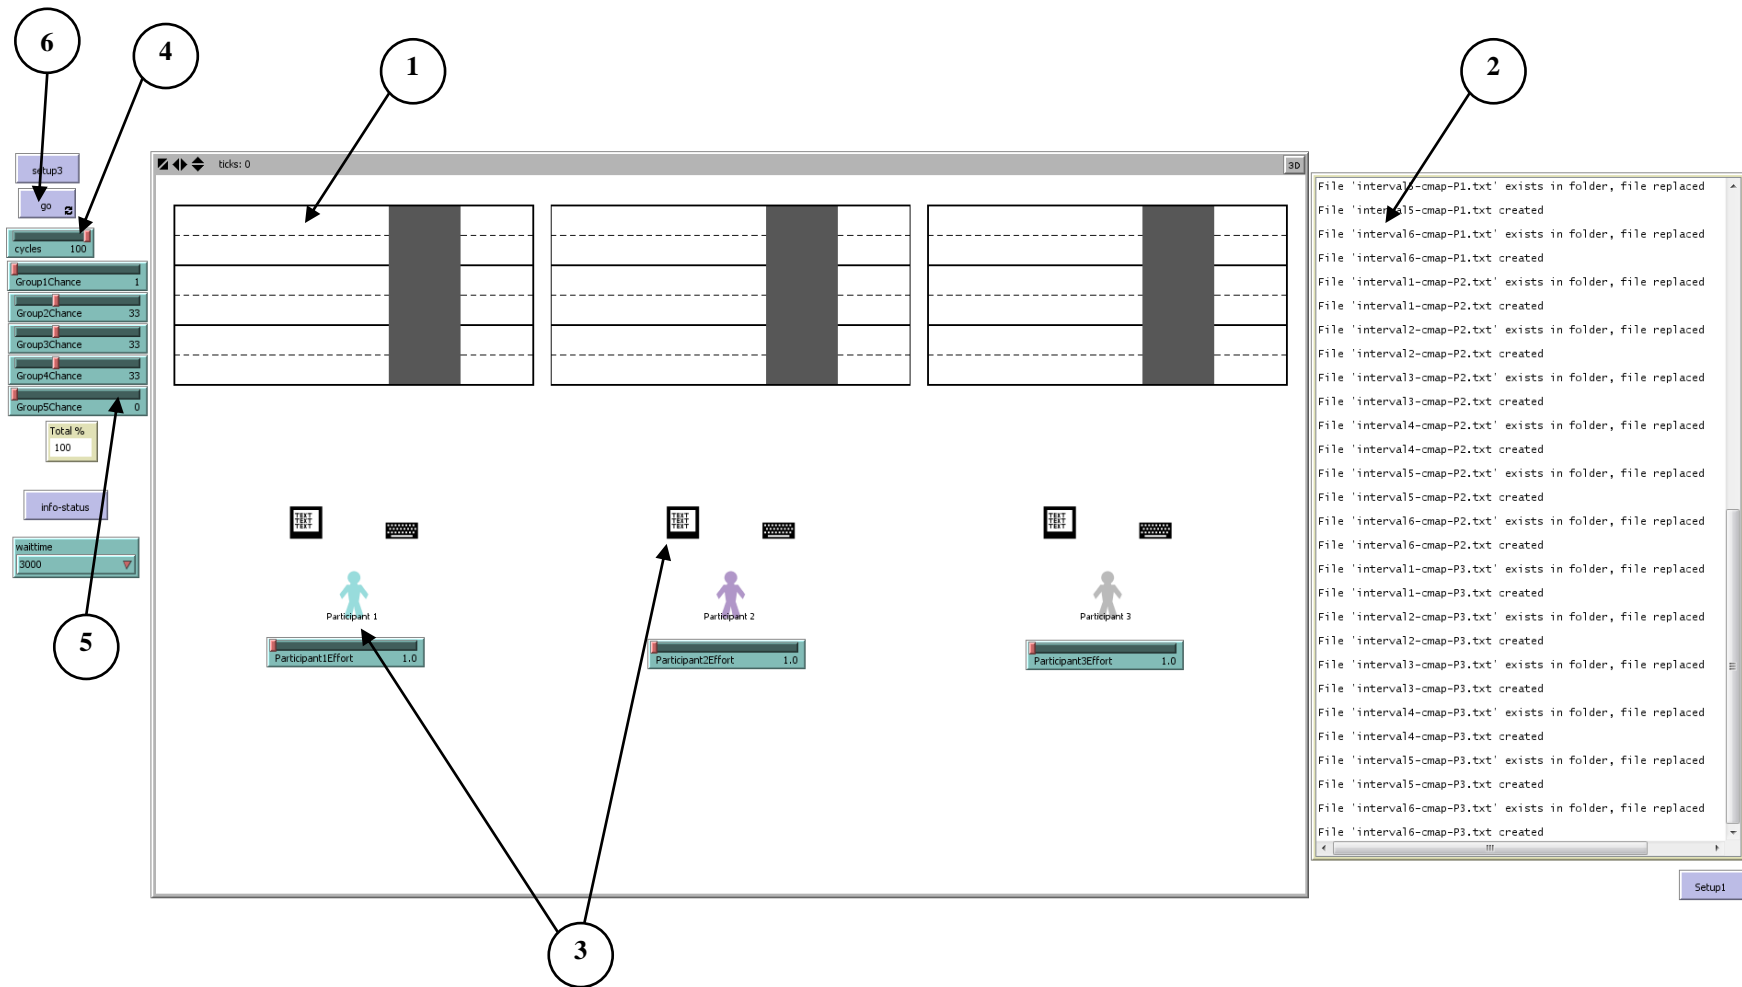 6
4
1
2
setup3
go
cycles 100
Group1Chance 1
Group2Chance 33
Group3Chance 33
Group4Chance 33
Group5Chance 0
Total %
100
info-status
waittime
3000
5
ticks: 0
3D
TEXT
TEXT
TEXT
TEXT
TEXT
TEXT
TEXT
TEXT
TEXT
Participant 1
Participant 2
Participant 3
Participant1Effort 1.0
Participant2Effort 1.0
Participant3Effort 1.0
3
File 'interval5-cmap-P1.txt' exists in folder, file replaced
File 'interval5-cmap-P1.txt created
File 'interval6-cmap-P1.txt' exists in folder, file replaced
File 'interval6-cmap-P1.txt created
File 'interval1-cmap-P2.txt' exists in folder, file replaced
File 'interval1-cmap-P2.txt created
File 'interval2-cmap-P2.txt' exists in folder, file replaced
File 'interval2-cmap-P2.txt created
File 'interval3-cmap-P2.txt' exists in folder, file replaced
File 'interval3-cmap-P2.txt created
File 'interval4-cmap-P2.txt' exists in folder, file replaced
File 'interval4-cmap-P2.txt created
File 'interval5-cmap-P2.txt' exists in folder, file replaced
File 'interval5-cmap-P2.txt created
File 'interval6-cmap-P2.txt' exists in folder, file replaced
File 'interval6-cmap-P2.txt created
File 'interval1-cmap-P3.txt' exists in folder, file replaced
File 'interval1-cmap-P3.txt created
File 'interval2-cmap-P3.txt' exists in folder, file replaced
File 'interval2-cmap-P3.txt created
File 'interval3-cmap-P3.txt' exists in folder, file replaced
File 'interval3-cmap-P3.txt created
File 'interval4-cmap-P3.txt' exists in folder, file replaced
File 'interval4-cmap-P3.txt created
File 'interval5-cmap-P3.txt' exists in folder, file replaced
File 'interval5-cmap-P3.txt created
File 'interval6-cmap-P3.txt' exists in folder, file replaced
File 'interval6-cmap-P3.txt created
Setup1